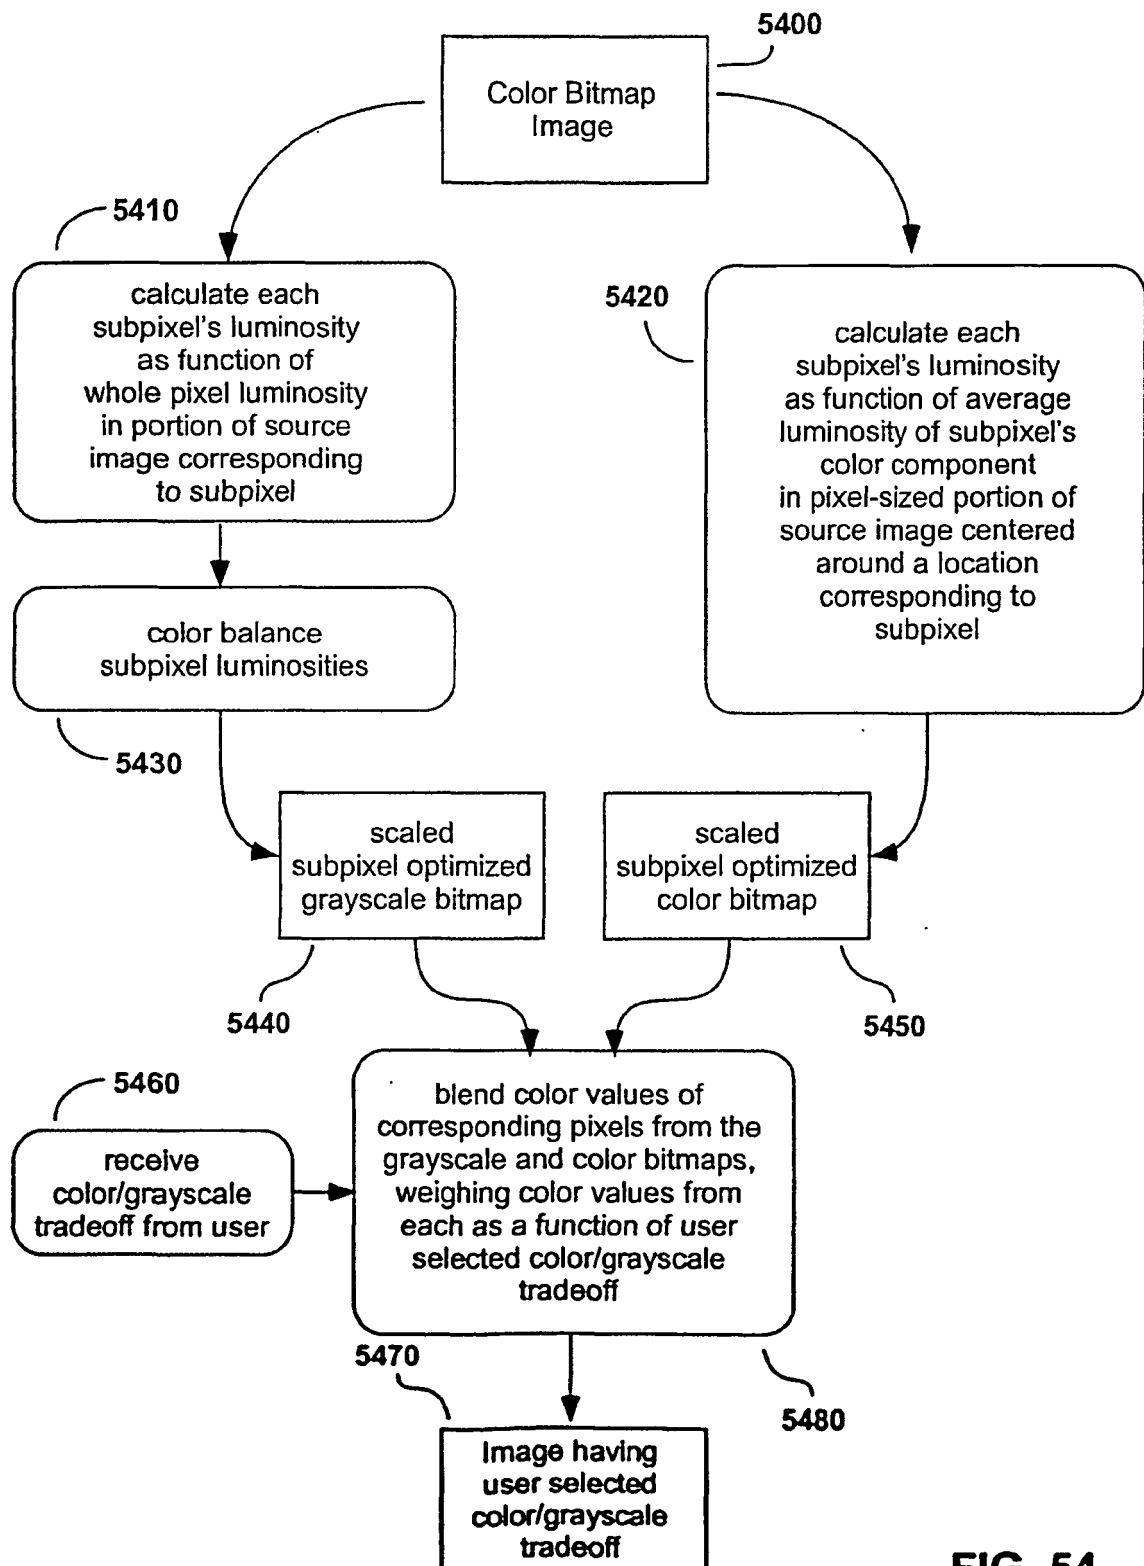 5400
Color Bitmap
Image
5410
calculate each
subpixel's luminosity
as function of
whole pixel luminosity
in portion of source
image corresponding
to subpixel
5420
calculate each
subpixel's luminosity
as function of average
luminosity of subpixel's
color component
in pixel-sized portion of
source image centered
around a location
corresponding to
subpixel
color balance
subpixel luminosities
5430
scaled
subpixel optimized
grayscale bitmap
scaled
subpixel optimized
color bitmap
5440
5450
5460
receive
color/grayscale
tradeoff from user
blend color values of
corresponding pixels from the
grayscale and color bitmaps,
weighing color values from
each as a function of user
selected color/grayscale
tradeoff
5470
5480
Image having
user selected
color/grayscale
tradeoff
FIG. 54